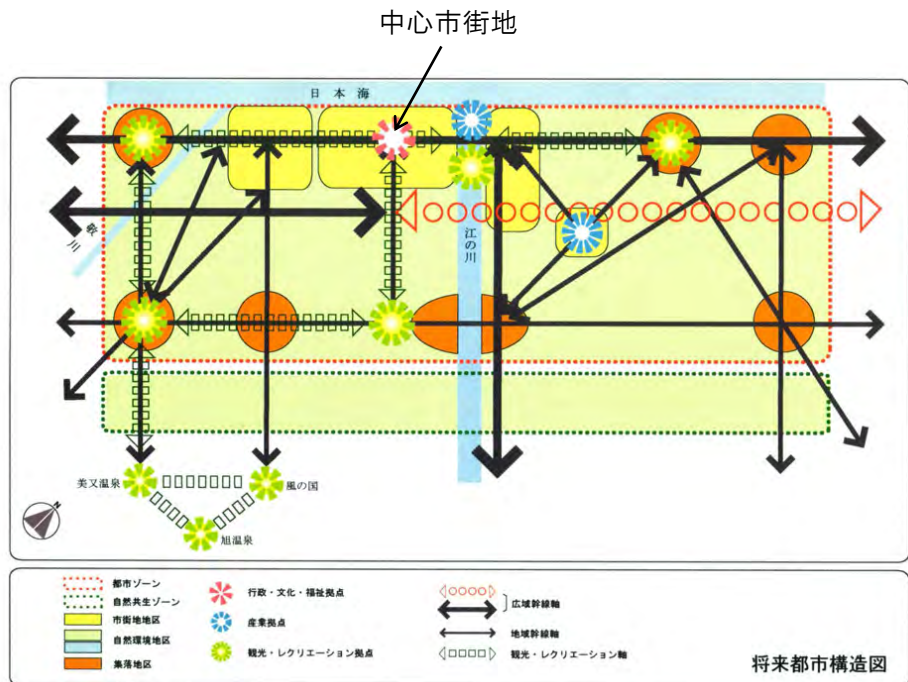 中心市街地
日本海
敬川
江の川
美又温泉
風の国
旭温泉
N
都市ゾーン
自然共生ゾーン
市街地地区
自然環境地区
集落地区
行政・文化・福祉拠点
産業拠点
観光・レクリエーション拠点
広域幹線軸
地域幹線軸
観光・レクリエーション軸
将来都市構造図